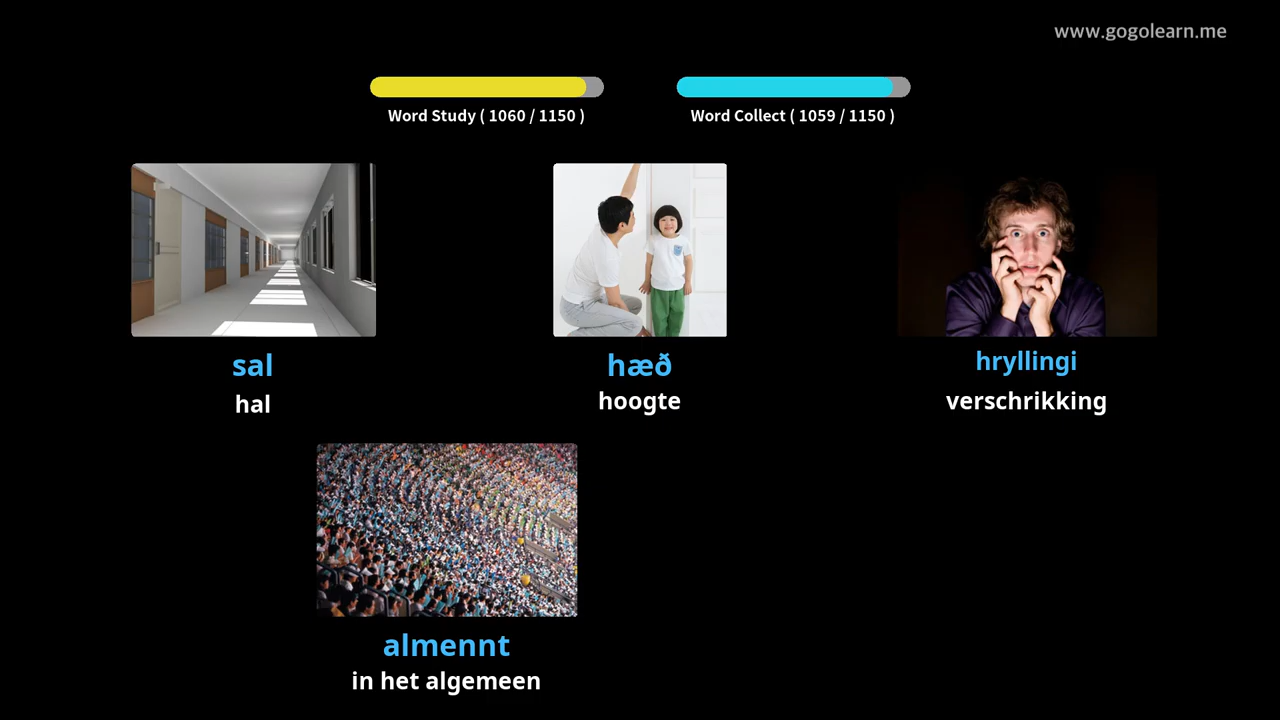 www.gogolearn.me
Word Study ( 1060 / 1150 )
Word Collect ( 1059 / 1150 )
sal
hal
hæð
hoogte
hryllingi
verschrikking
almennt
in het algemeen